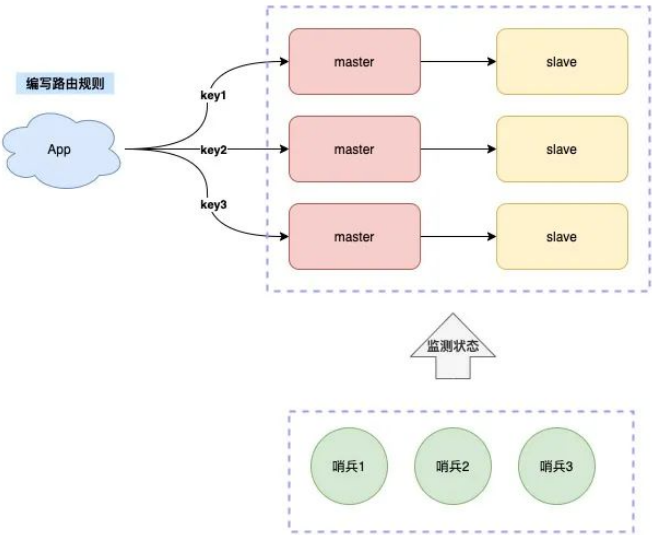 编写路由规则
App
key1
key2
key3
master
slave
master
slave
master
slave
监测状态
哨兵1
哨兵2
哨兵3